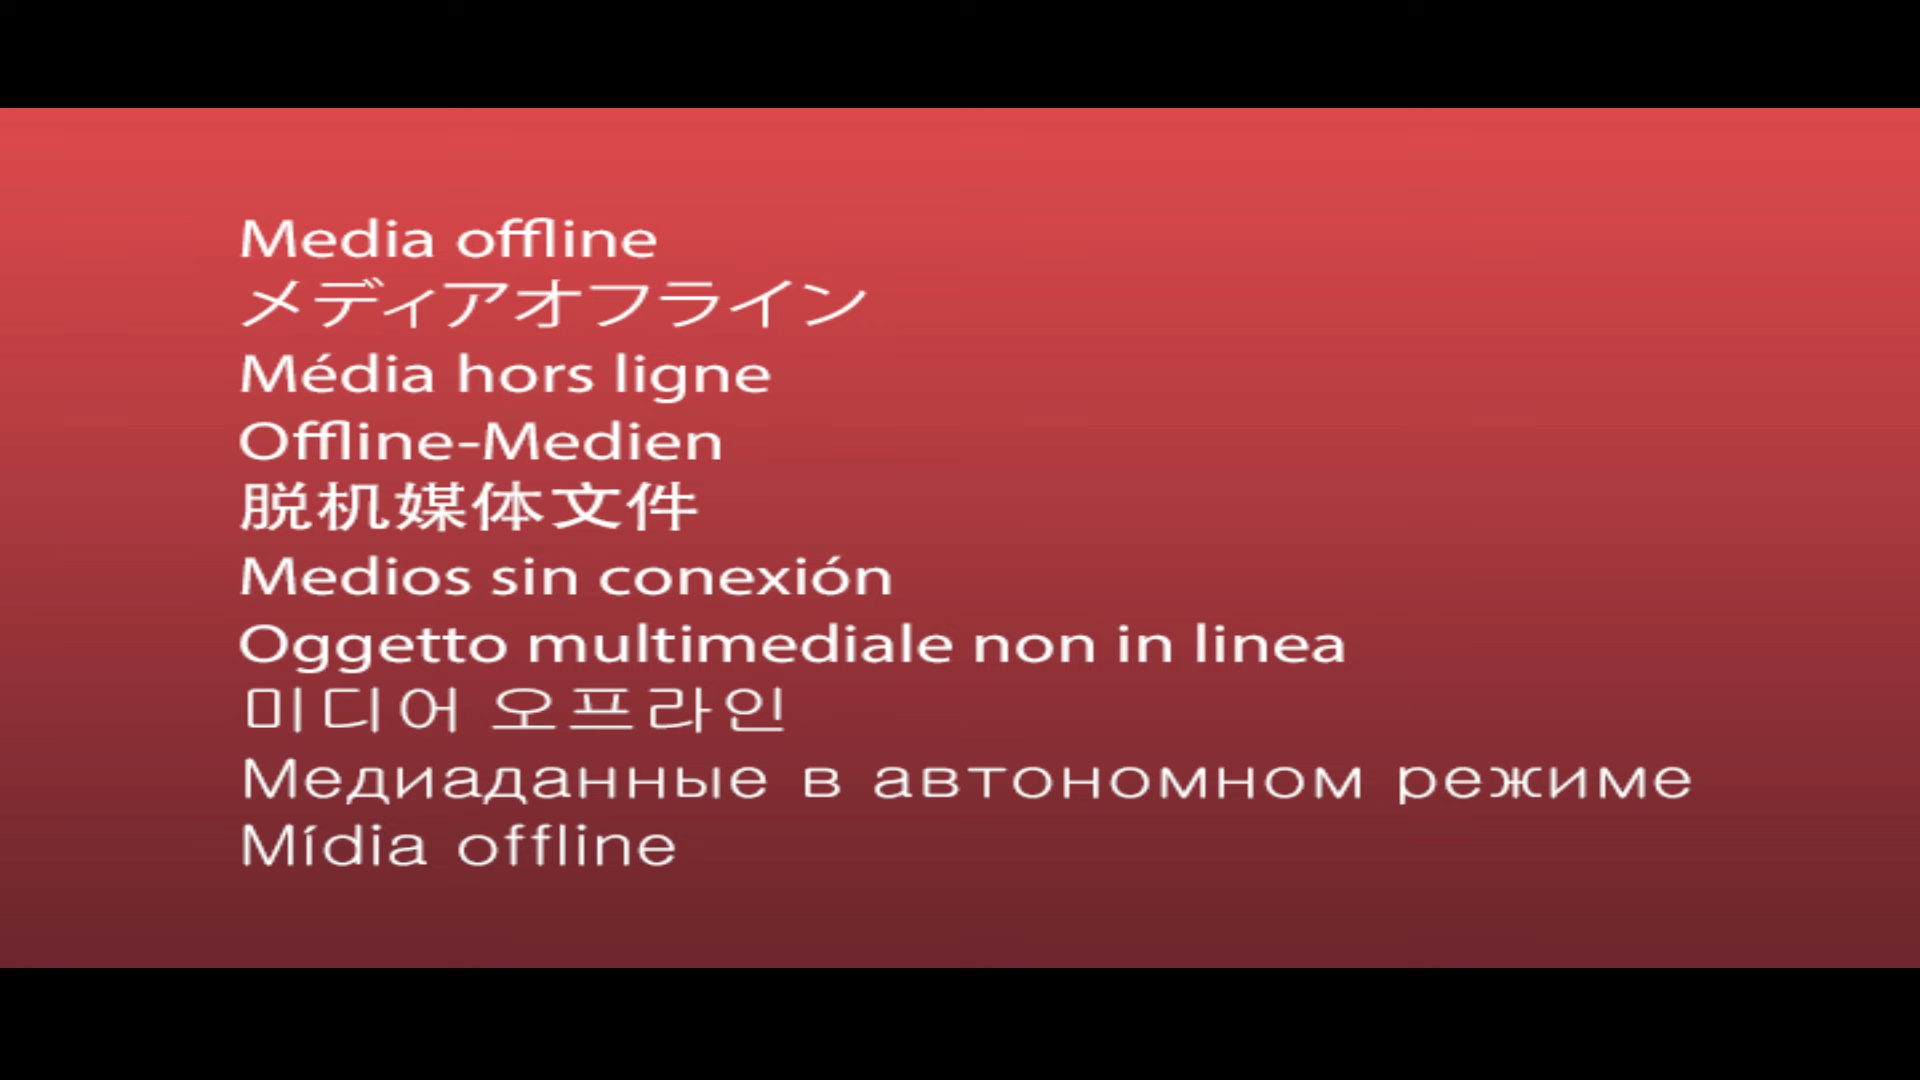 Media offline
メディアオフライン
Média hors ligne
Offline-Medien
脱机媒体文件
Medios sin conexión
Oggetto multimediale non in linea
미디어 오프라인
Медиаданные в автономном режиме
Mídia offline